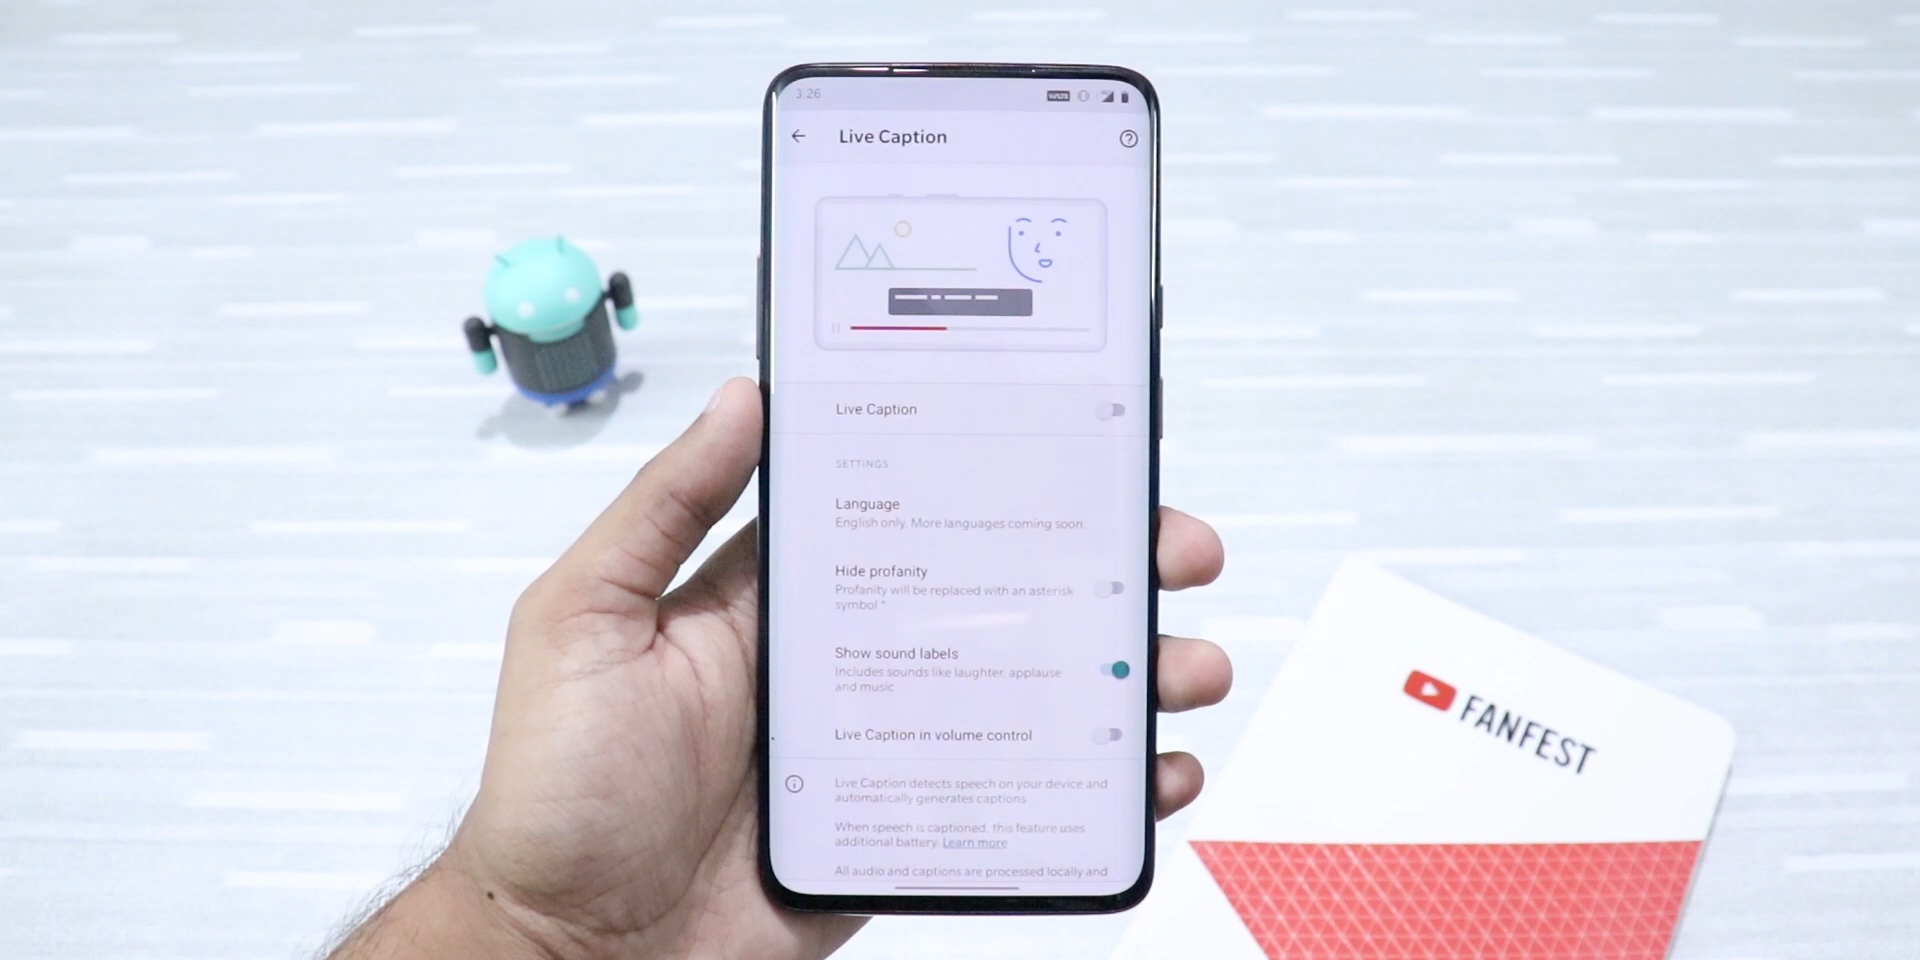 3:26
VoLTE
Live Caption
Live Caption
SETTINGS
Language
English only. More languages coming soon.
Hide profanity
Profanity will be replaced with an asterisk
symbol *
Show sound labels
Includes sounds like laughter, applause
and music
Live Caption in volume control
Live Caption detects speech on your device and
automatically generates captions.
When speech is captioned, this feature uses
additional battery. Learn more
All audio and captions are processed locally and
FANFEST